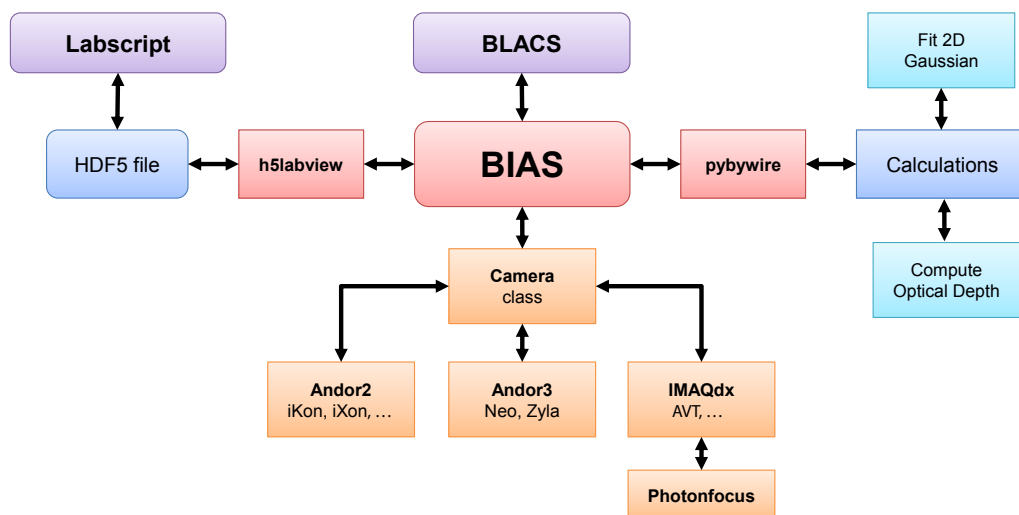 Labscript
BLACS
Fit 2D
Gaussian
HDF5 file
h5labview
BIAS
pybywire
Calculations
Camera
class
Compute
Optical Depth
Andor2
iKon, iXon, …
Andor3
Neo, Zyla
IMAQdx
AVT, …
Photonfocus